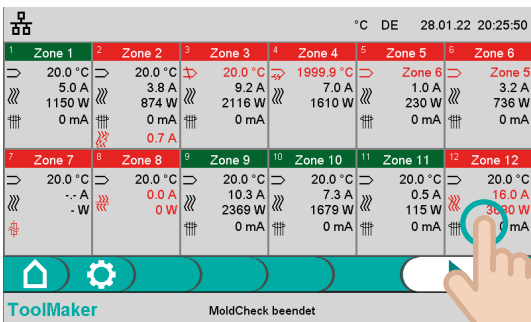 °C DE 28.01.22 20:25:50
1 Zone 1 2 Zone 2 3 Zone 3 4 Zone 4 5 Zone 5 6 Zone 6
20.0 °C 20.0 °C 20.0 °C 1999.9 °C Zone 6 Zone 5
5.0 A 3.8 A 9.2 A 7.0 A 1.0 A 3.2 A
1150 W 874 W 2116 W 1610 W 230 W 736 W
0 mA 0 mA 0 mA 0 mA 0 mA 0 mA
0.7 A
7 Zone 7 8 Zone 8 9 Zone 9 10 Zone 10 11 Zone 11 12 Zone 12
20.0 °C 20.0 °C 20.0 °C 20.0 °C 20.0 °C 20.0 °C
-.- A 0.0 A 10.3 A 7.3 A 0.5 A 16.0 A
- W 0 W 2369 W 1679 W 115 W 3680 W
0 mA 0 mA 0 mA 0 mA
ToolMaker MoldCheck beendet